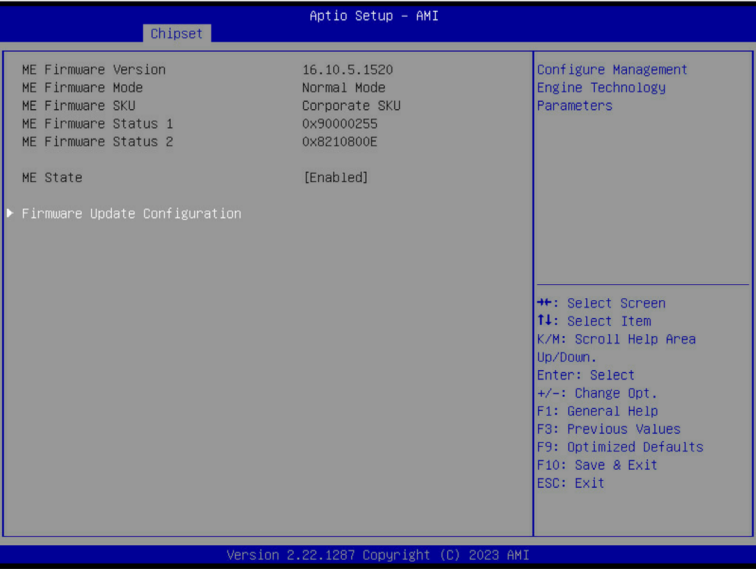 Aptio Setup – AMI
Chipset
ME Firmware Version 16.10.5.1520
ME Firmware Mode Normal Mode
ME Firmware SKU Corporate SKU
ME Firmware Status 1 0x90000255
ME Firmware Status 2 0x8210800E
ME State [Enabled]
Firmware Update Configuration
Configure Management
Engine Technology
Parameters
→←: Select Screen
↑↓: Select Item
K/M: Scroll Help Area
Up/Down.
Enter: Select
+/-: Change Opt.
F1: General Help
F3: Previous Values
F9: Optimized Defaults
F10: Save & Exit
ESC: Exit
Version 2.22.1287 Copyright (C) 2023 AMI